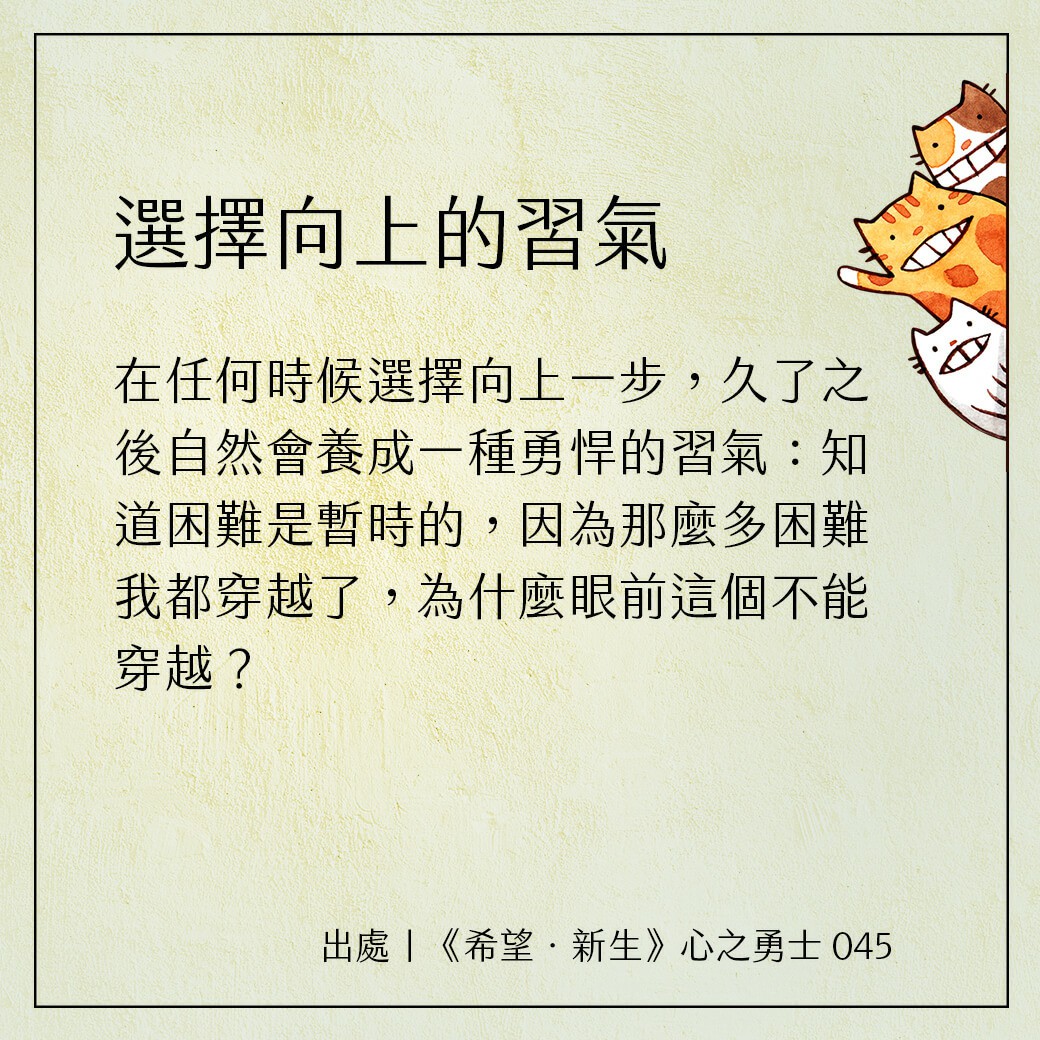 選擇向上的習氣
在任何時候選擇向上一步，久了之
後自然會養成一種勇悍的習氣：知
道困難是暫時的，因為那麼多困難
我都穿越了，為什麼眼前這個不能
穿越？
出處｜《希望．新生》心之勇士 045